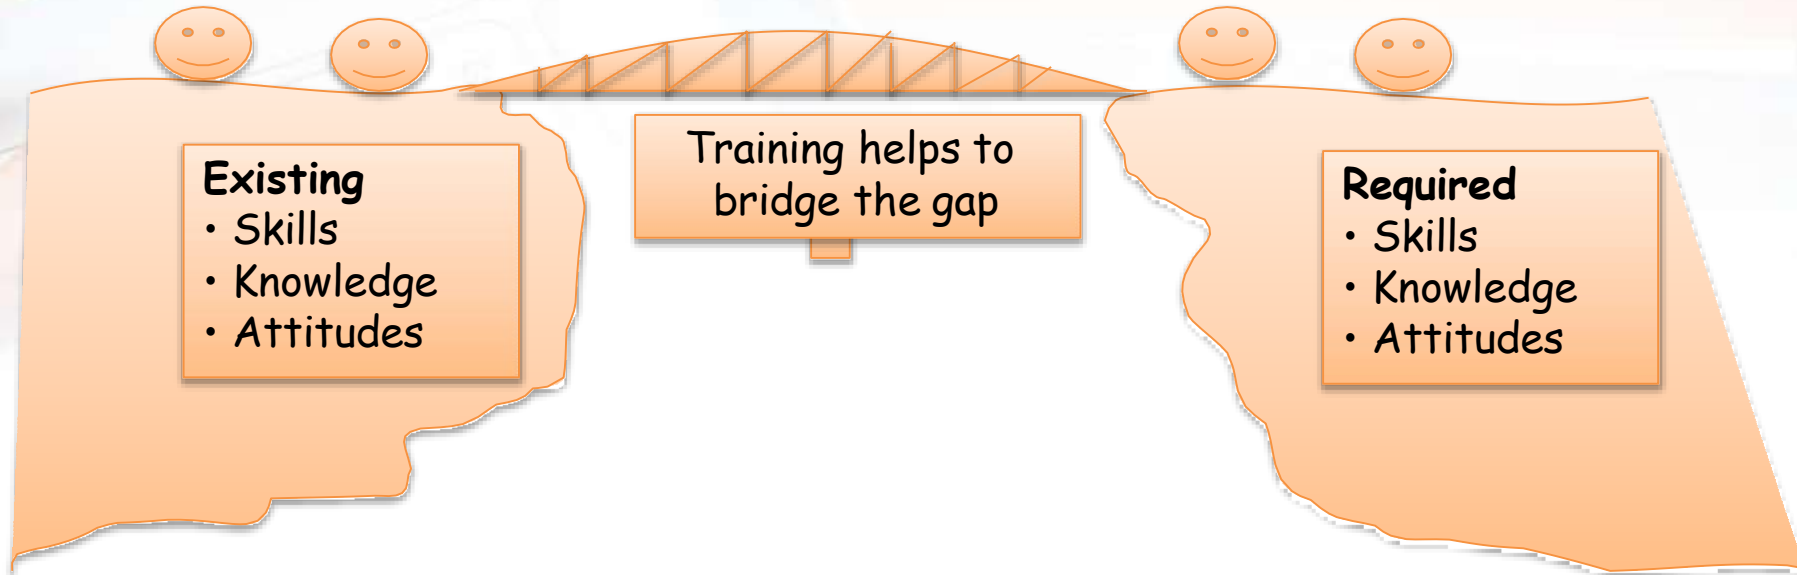 Existing
• Skills
• Knowledge
• Attitudes
Training helps to
bridge the gap
Required
• Skills
• Knowledge
• Attitudes